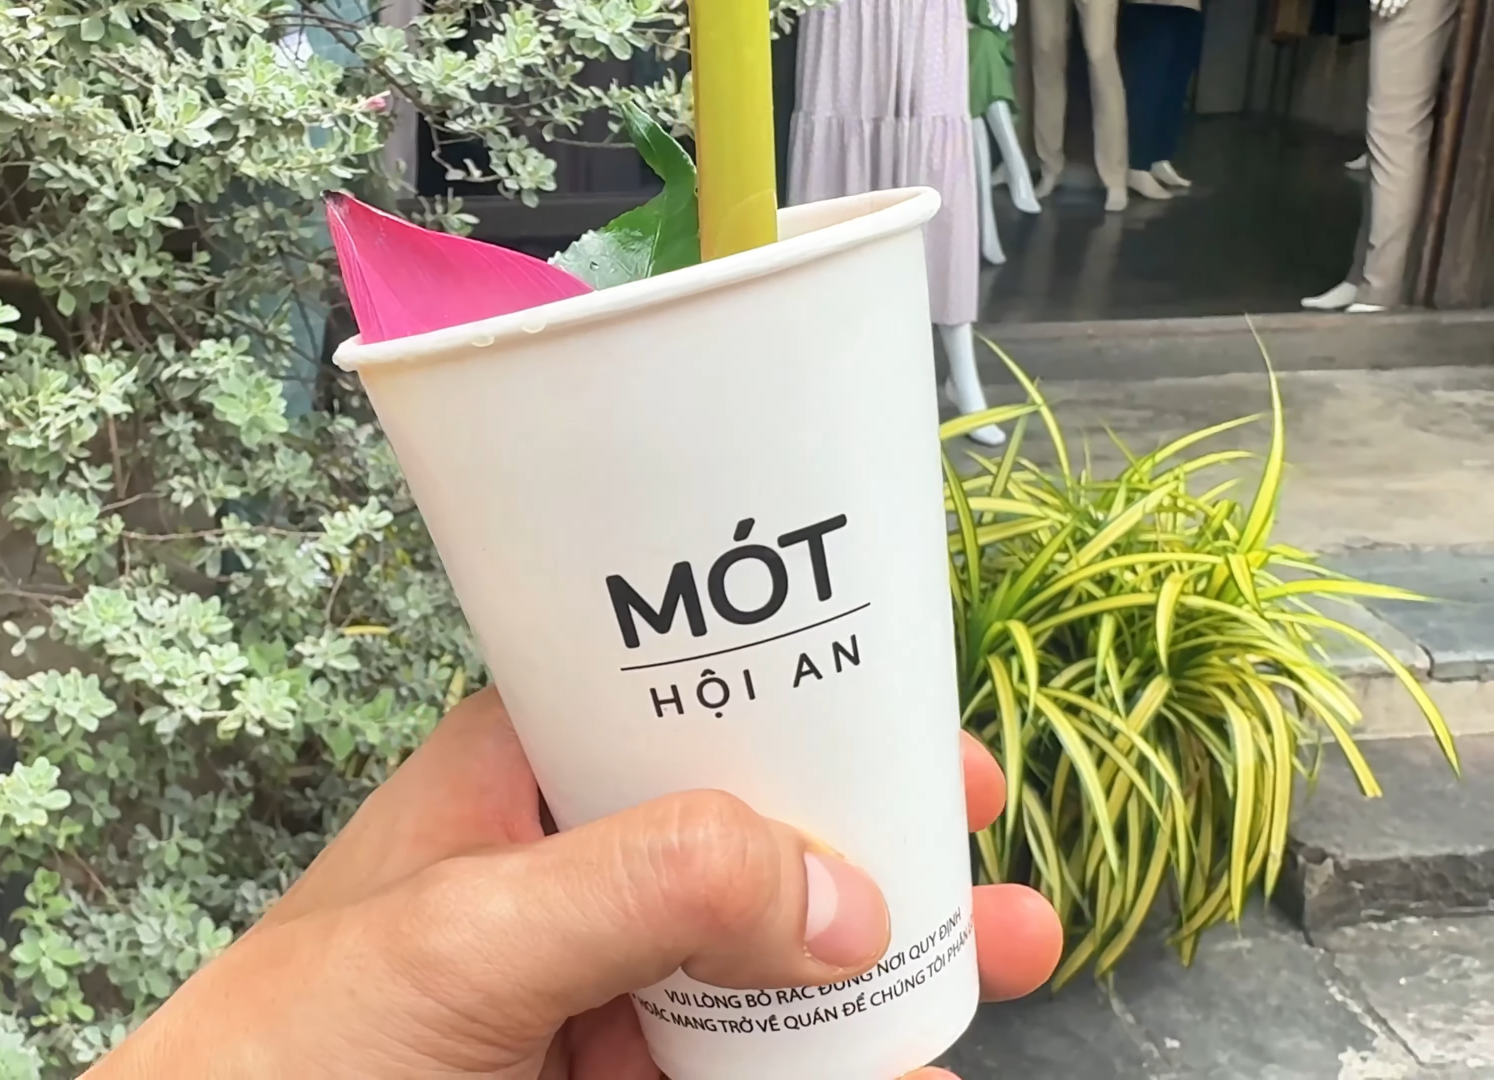 MÓT
HỘI AN
VUI LÒNG BỎ RÁC ĐÚNG NƠI QUY ĐỊNH
HOẶC MANG TRỞ VỀ QUÁN ĐỂ CHÚNG TÔI PHÂN